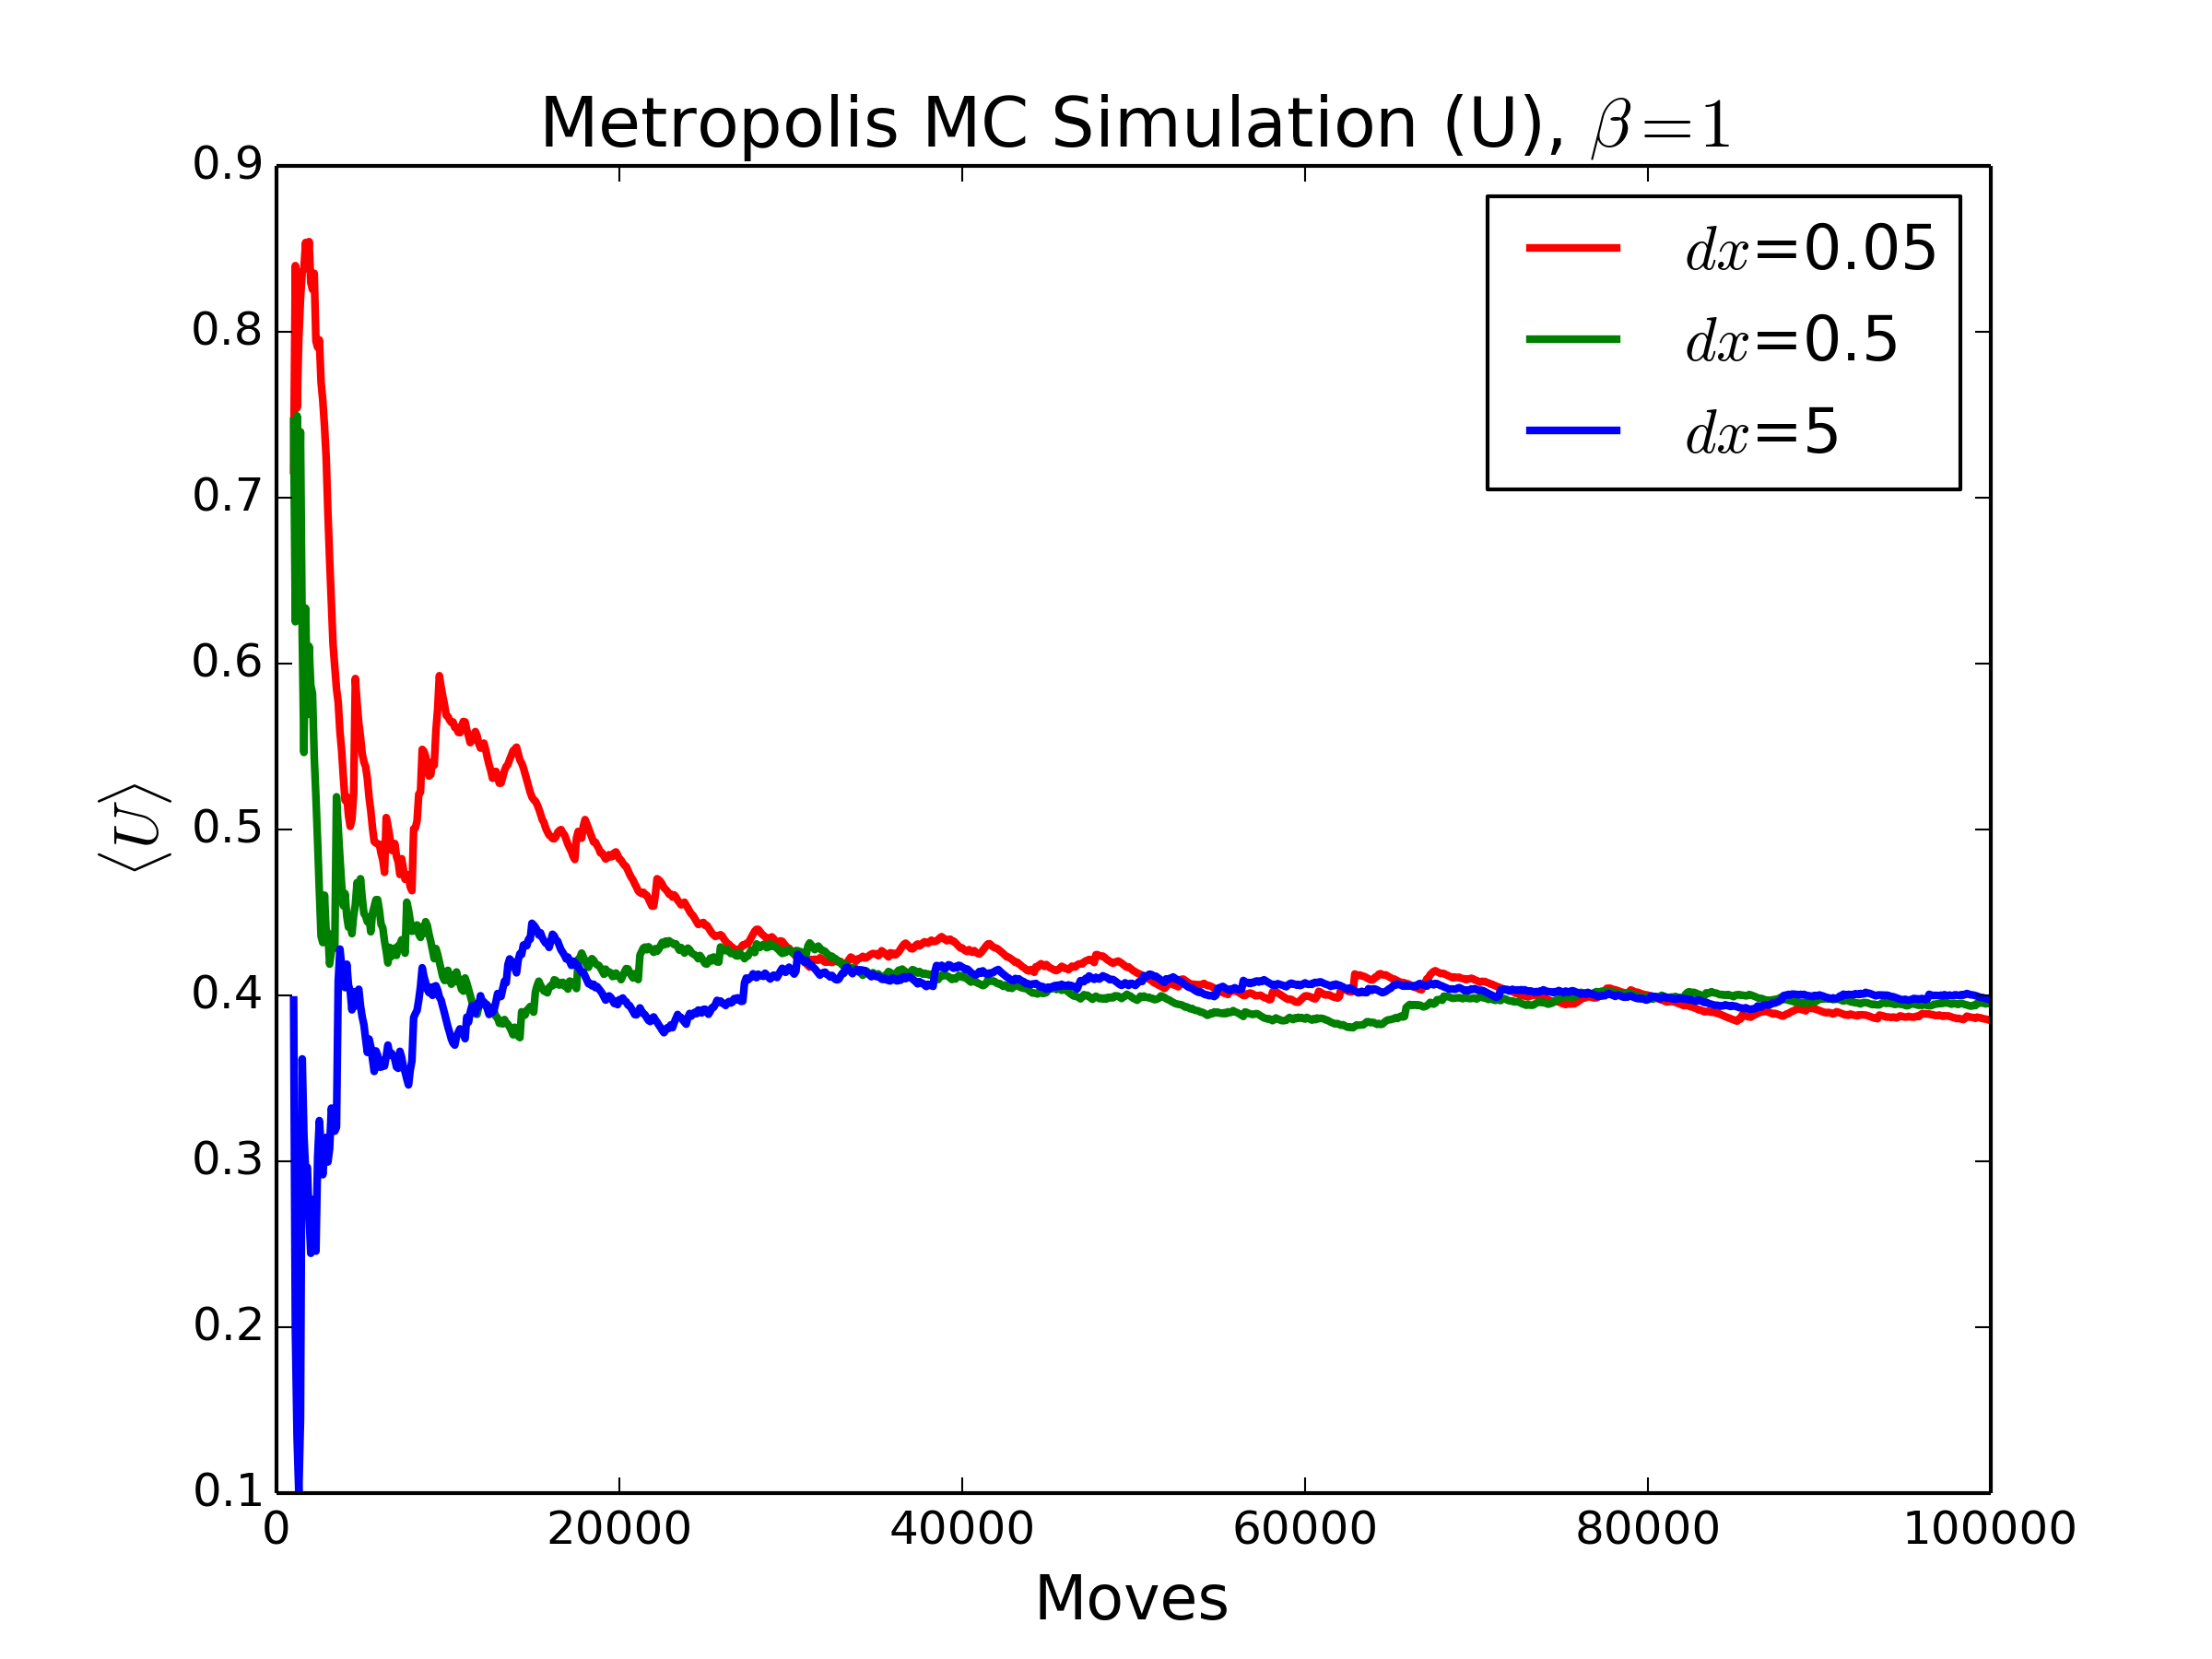 Metropolis MC Simulation (U), β=1
0.9
0.8
0.7
0.6
0.5
0.4
0.3
0.2
0.1
⟨U⟩
dx=0.05
dx=0.5
dx=5
0 20000 40000 60000 80000 100000
Moves